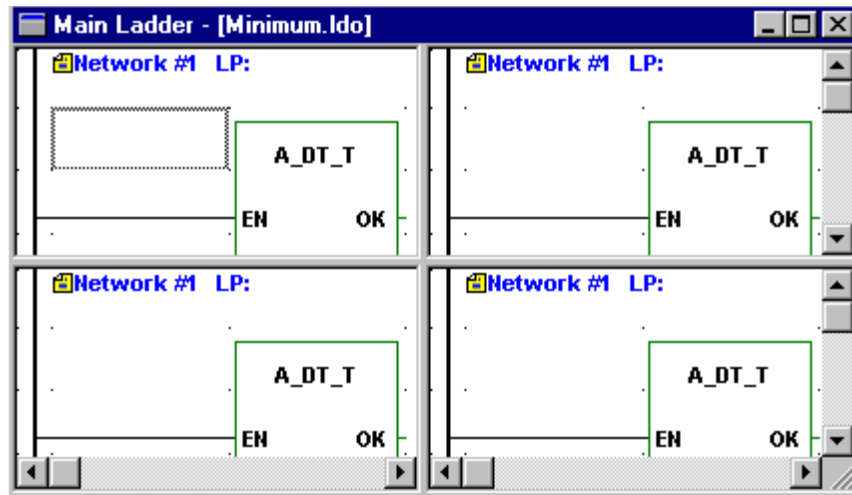 Main Ladder - [Minimum.ldo]
Network #1 LP:
A_DT_T
EN OK
Network #1 LP:
A_DT_T
EN OK
Network #1 LP:
A_DT_T
EN OK
Network #1 LP:
A_DT_T
EN OK